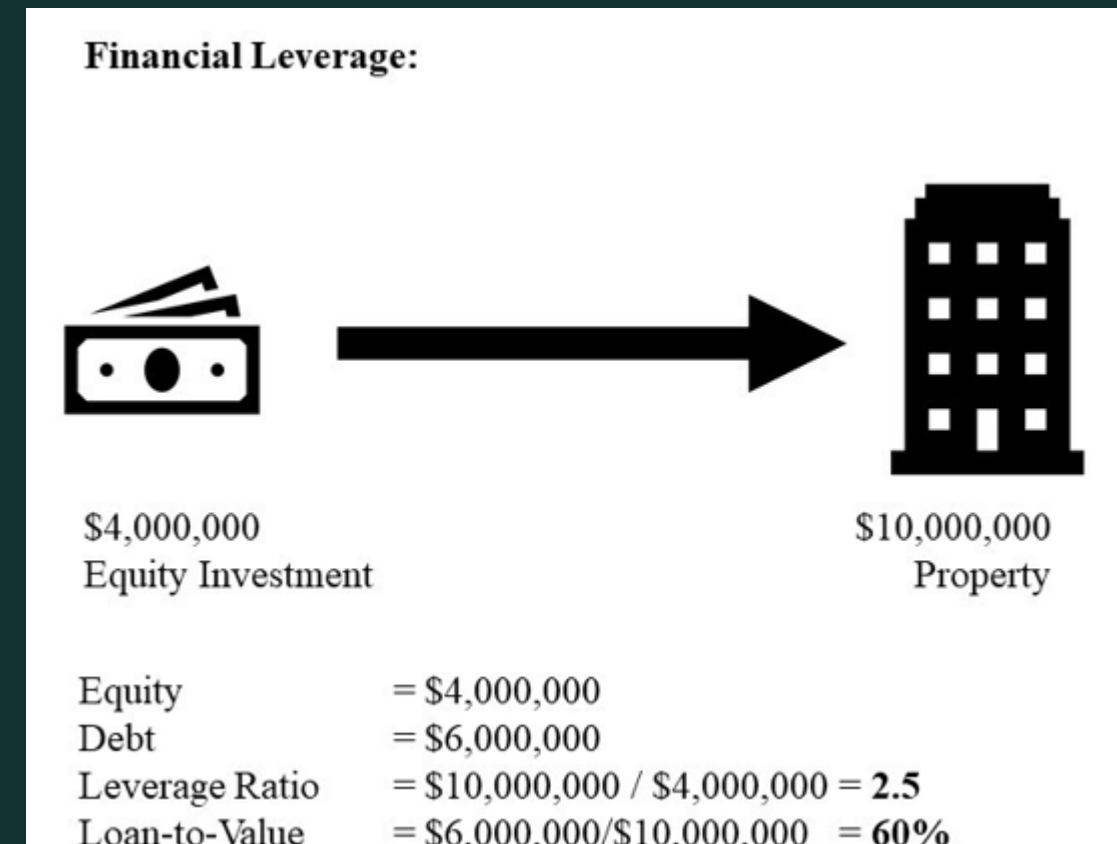 Financial Leverage:
$4,000,000
Equity Investment
$10,000,000
Property
Equity = $4,000,000
Debt = $6,000,000
Leverage Ratio = $10,000,000 / $4,000,000 = 2.5
Loan-to-Value = $6,000,000/$10,000,000 = 60%